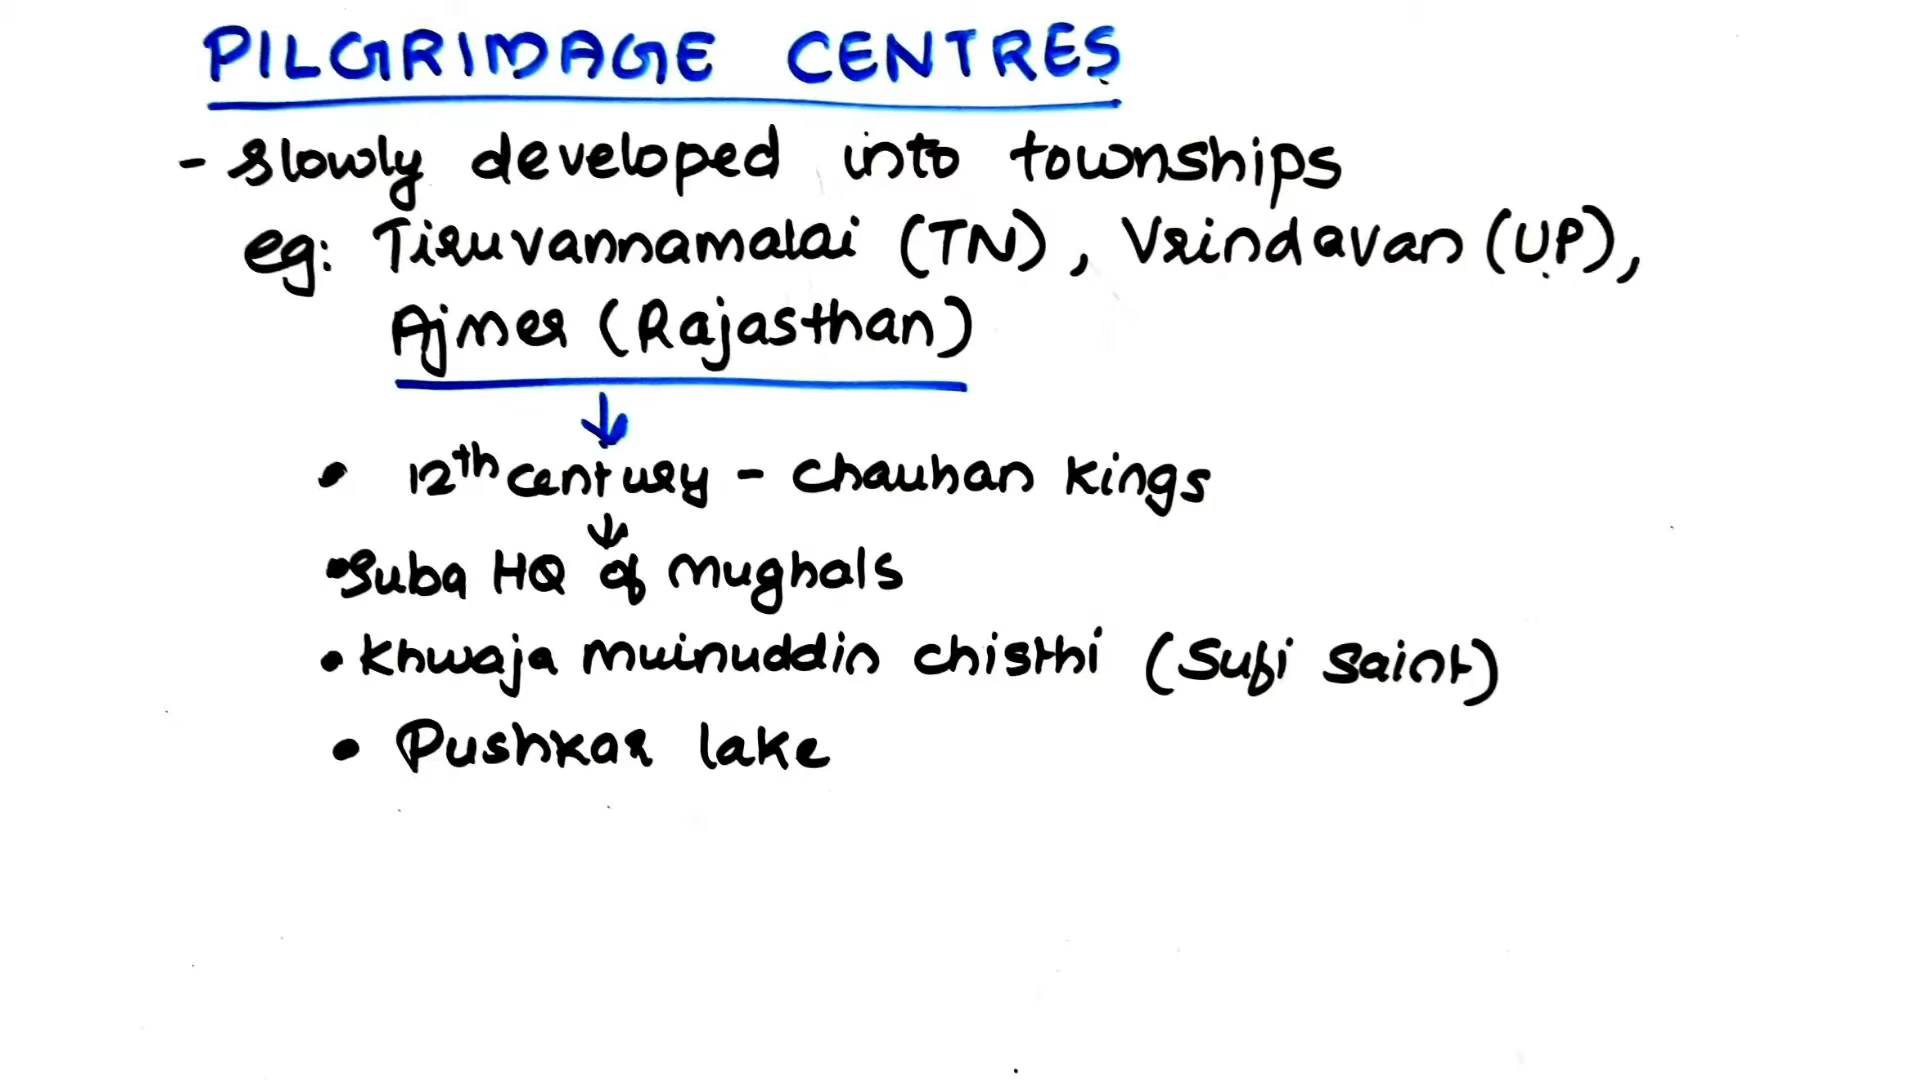 PILGRIMAGE CENTRES
- slowly developed into townships
eg: Tiruvannamalai (TN), Vrindavan (UP),
Ajmer (Rajasthan)
↓
• 12th century - Chauhan Kings
↓
• Suba HQ of Mughals
• Khwaja Muinuddin Chisthi (Sufi Saint)
• Pushkar lake